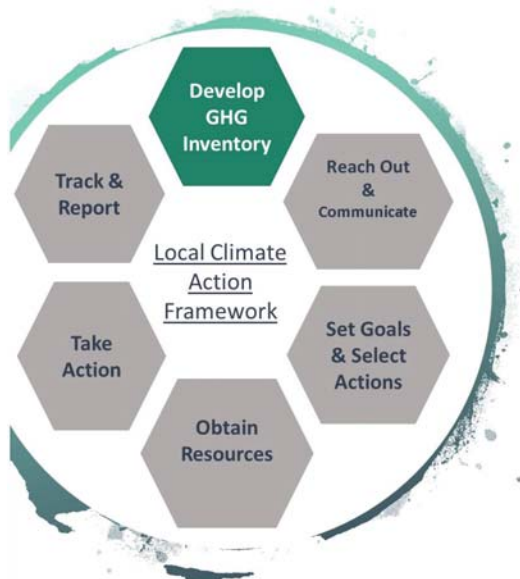 Develop
GHG
Inventory
Reach Out
&
Communicate
Set Goals
& Select
Actions
Obtain
Resources
Take
Action
Track &
Report
Local Climate
Action
Framework